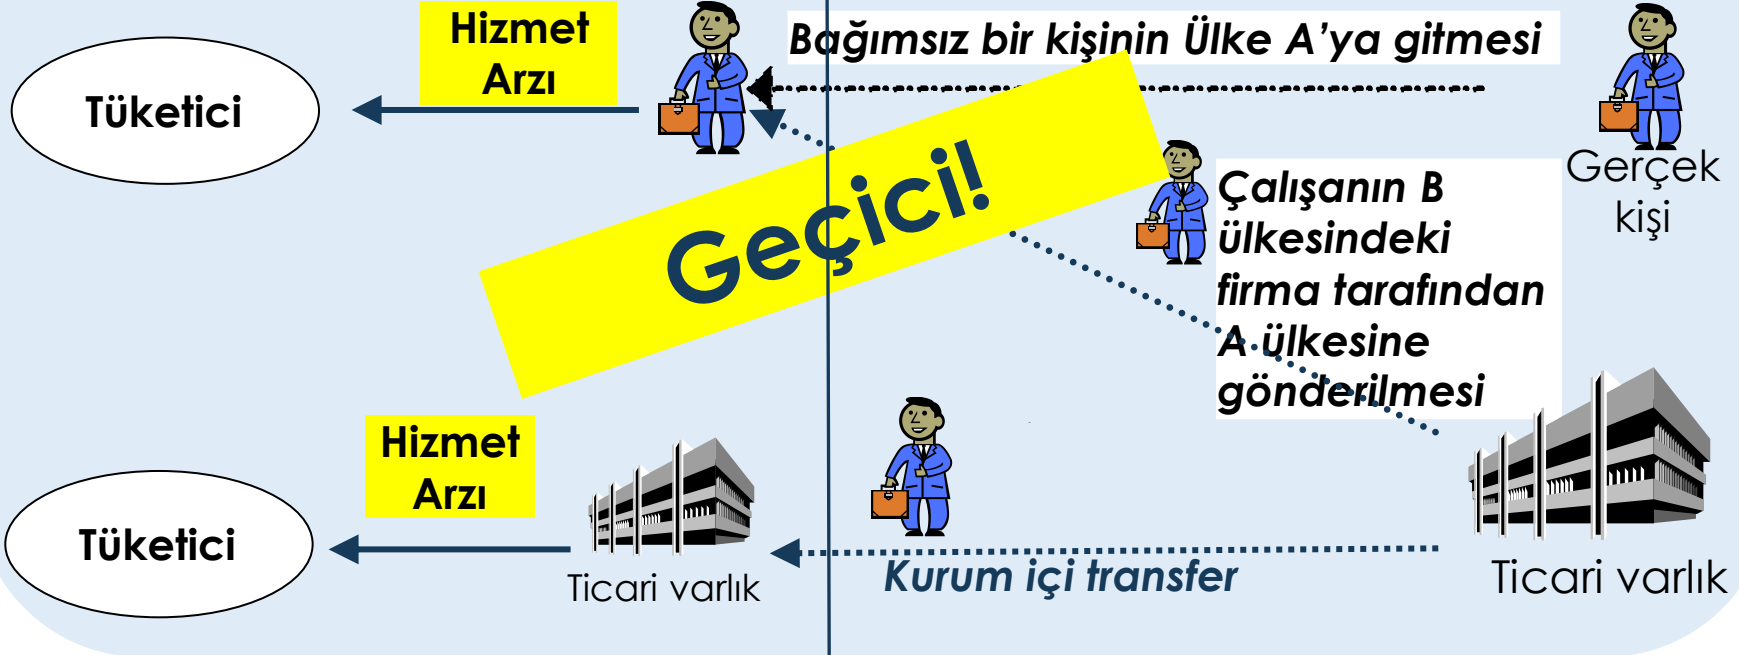 Hizmet
Arzı
Bağımsız bir kişinin Ülke A’ya gitmesi
Tüketici
Gerçek
kişi
Geçici!
Çalışanın B
ülkesindeki
firma tarafından
A ülkesine
gönderilmesi
Hizmet
Arzı
Tüketici
Ticari varlık
Kurum içi transfer
Ticari varlık